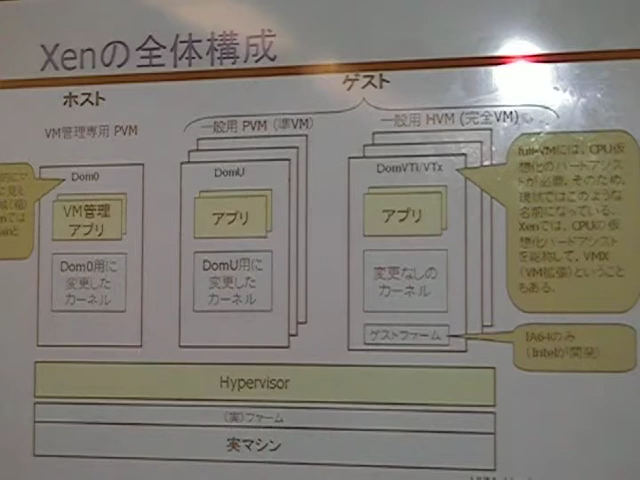 Xenの全体構成
ホスト
ゲスト
VM管理専用 PVM
一般用 PVM (準VM)
一般用 HVM (完全VM)
Dom0
DomU
DomVTi/VTx
VM管理
アプリ
アプリ
アプリ
Dom0用に
変更した
カーネル
DomU用に
変更した
カーネル
変更なしの
カーネル
ゲストファーム
full-VMには、CPU仮
想化のハードアシス
トが必要。そのため、
現状ではこのような
名前になっている。
Xenでは、CPUの仮
想化ハードアシスト
を総称して、VMX
(VM拡張)ということ
もある。
IA64のみ
(Intelが開発)
Hypervisor
(実)ファーム
実マシン